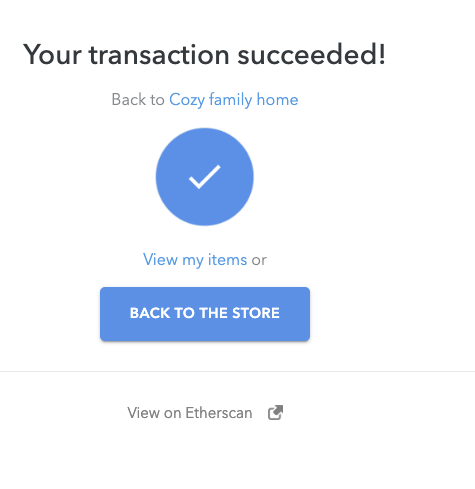 Your transaction succeeded!
Back to Cozy family home
View my items or
BACK TO THE STORE
View on Etherscan